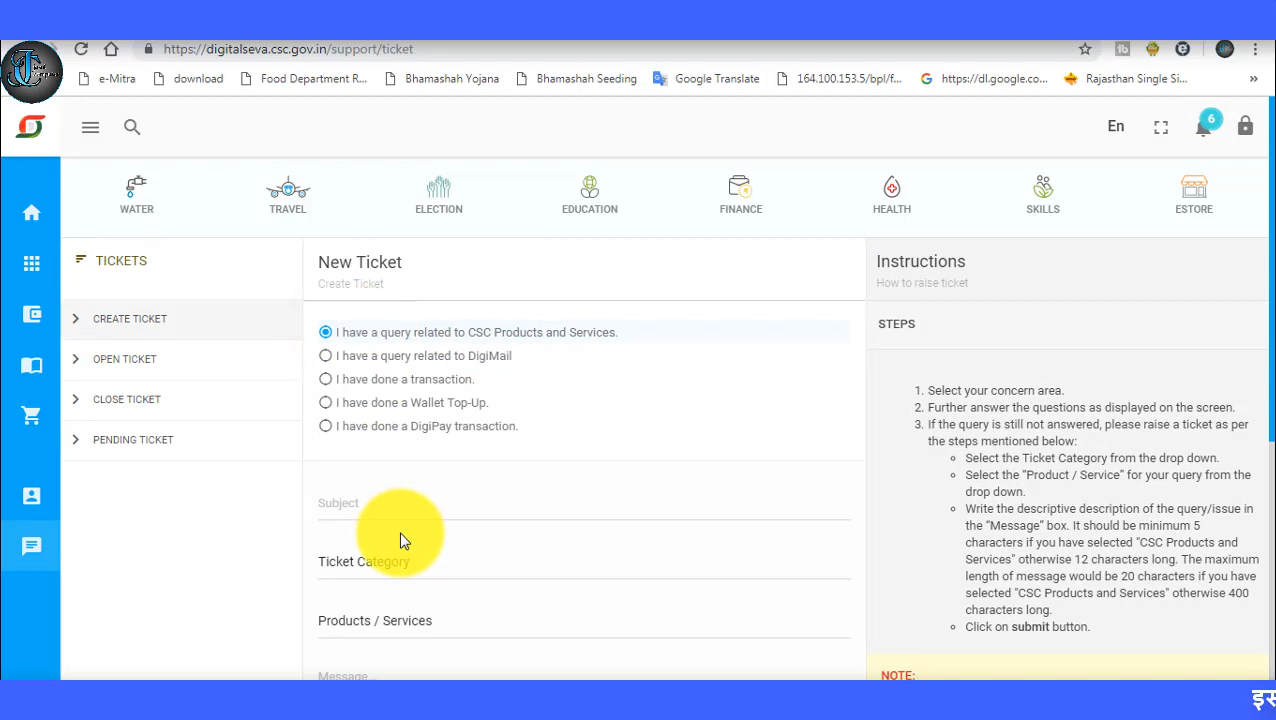 https://digitalseva.csc.gov.in/support/ticket
e-Mitra
download
Food Department R...
Bhamashah Yojana
Bhamashah Seeding
Google Translate
164.100.153.5/bpl/f...
https://dl.google.co...
Rajasthan Single Si...
»
En
6
WATER
TRAVEL
ELECTION
EDUCATION
FINANCE
HEALTH
SKILLS
ESTORE
TICKETS
CREATE TICKET
OPEN TICKET
CLOSE TICKET
PENDING TICKET
New Ticket
Create Ticket
I have a query related to CSC Products and Services.
I have a query related to DigiMail
I have done a transaction.
I have done a Wallet Top-Up.
I have done a DigiPay transaction.
Subject
Ticket Category
Products / Services
Message...
Instructions
How to raise ticket
STEPS
1. Select your concern area.
2. Further answer the questions as displayed on the screen.
3. If the query is still not answered, please raise a ticket as per
the steps mentioned below:
Select the Ticket Category from the drop down.
Select the "Product / Service" for your query from the
drop down.
Write the descriptive description of the query/issue in
the "Message" box. It should be minimum 5
characters if you have selected "CSC Products and
Services" otherwise 12 characters long. The maximum
length of message would be 20 characters if you have
selected "CSC Products and Services" otherwise 400
characters long.
Click on submit button.
NOTE: